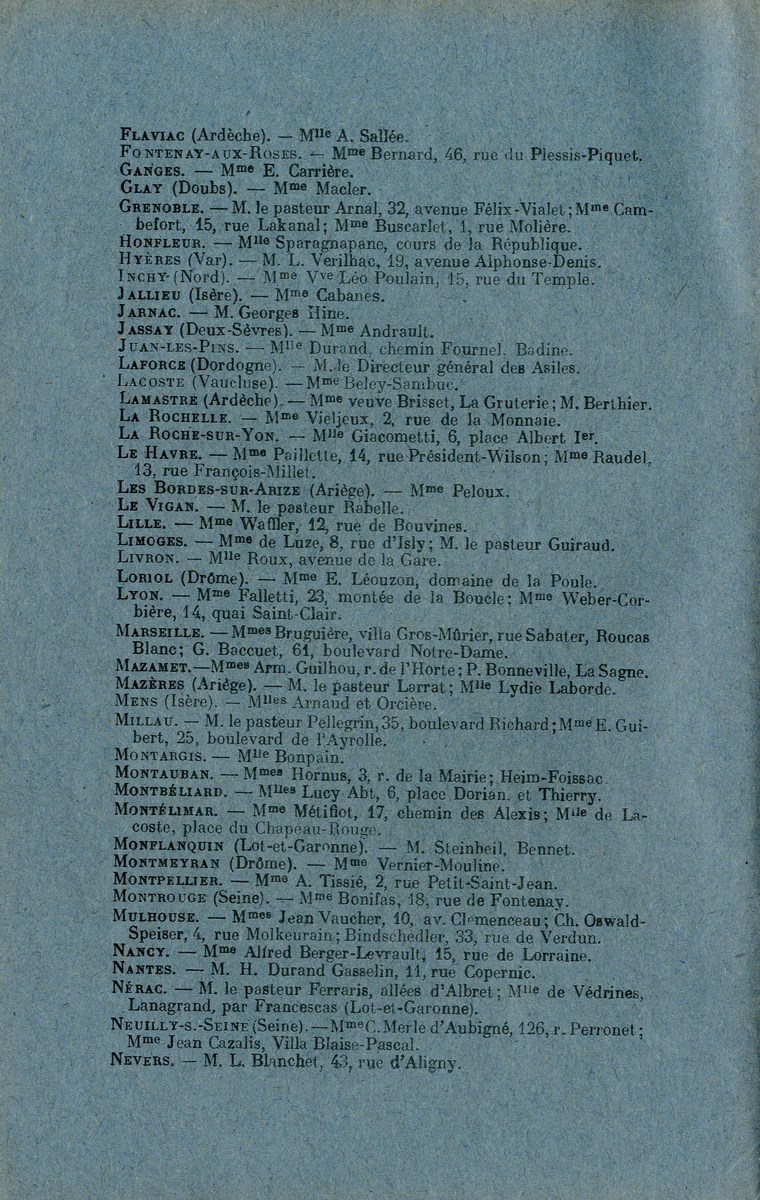 FLAVIAC (Ardèche). — Mlle A. Sallée.
FONTENAY-AUX-ROSES. — Mme Bernard, 46, rue du Plessis-Piquet.
GANGES. — Mme E. Carrière.
GLAY (Doubs). — Mme Macler.
GRENOBLE. — M. le pasteur Arnal, 32, avenue Félix-Vialet; Mme Cam-
befort, 15, rue Lakanal; Mme Buscarlet, 1, rue Molière.
HONFLEUR. — Mlle Sparagnapane, cours de la République.
HYÈRES (Var). — M. L. Verilhac, 19, avenue Alphonse-Denis.
INCHY (Nord). — Mme Vve Léo Poulain, 15, rue du Temple.
JALLIEU (Isère). — Mme Cabanes.
JARNAC. — M. Georges Hine.
JASSAY (Deux-Sèvres). — Mme Andrault.
JUAN-LES-PINS. — Mlle Durand, chemin Fournel, Badine.
LAFORCE (Dordogne). — M. le Directeur général des Asiles.
LACOSTE (Vaucluse). — Mme Beley-Sambuc.
LAMASTRE (Ardèche). — Mme veuve Brisset, La Gruterie; M. Berthier.
LA ROCHELLE. — Mme Vieljeux, 2, rue de la Monnaie.
LA ROCHE-SUR-YON. — Mlle Giacometti, 6, place Albert Ier.
LE HAVRE. — Mme Paillette, 14, rue Président-Wilson; Mme Raudel,
13, rue François-Millet.
LES BORDES-SUR-ARIZE (Ariège). — Mme Peloux.
LE VIGAN. — M. le pasteur Rabelle.
LILLE. — Mme Waffler, 12, rue de Bouvines.
LIMOGES. — Mme de Luze, 8, rue d'Isly; M. le pasteur Guiraud.
LIVRON. — Mlle Roux, avenue de la Gare.
LORIOL (Drôme). — Mme E. Léouzon, domaine de la Poule.
LYON. — Mme Falletti, 23, montée de la Boucle; Mme Weber-Cor-
bière, 14, quai Saint-Clair.
MARSEILLE. — Mmes Bruguière, villa Gros-Mûrier, rue Sabater, Roucas
Blanc; G. Baccuet, 61, boulevard Notre-Dame.
MAZAMET. — Mmes Arm. Guilhou, r. de l'Horte; P. Bonneville, La Sagne.
MAZÈRES (Ariège). — M. le pasteur Larrat; Mlle Lydie Laborde.
MENS (Isère). — Mlles Arnaud et Orcière.
MILLAU. — M. le pasteur Pellegrin, 35, boulevard Richard; Mme E. Gui-
bert, 25, boulevard de l'Ayrolle.
MONTARGIS. — Mlle Bonpain.
MONTAUBAN. — Mmes Hornus, 3, r. de la Mairie; Heim-Foissac.
MONTBÉLIARD. — Mlles Lucy Abt, 6, place Dorian, et Thierry.
MONTÉLIMAR. — Mme Métifiot, 17, chemin des Alexis; Mlle de La-
coste, place du Chapeau-Rouge.
MONFLANQUIN (Lot-et-Garonne). — M. Steinheil, Bennet.
MONTMEYRAN (Drôme). — Mme Vernier-Mouline.
MONTPELLIER. — Mme A. Tissié, 2, rue Petit-Saint-Jean.
MONTROUGE (Seine). — Mme Bonifas, 18, rue de Fontenay.
MULHOUSE. — Mmes Jean Vaucher, 10, av. Clemenceau; Ch. Oswald-
Speiser, 4, rue Molkeurain; Bindschedler, 33, rue de Verdun.
NANCY. — Mme Alfred Berger-Levrault, 15, rue de Lorraine.
NANTES. — M. H. Durand Gasselin, 11, rue Copernic.
NÉRAC. — M. le pasteur Ferraris, allées d'Albret; Mlle de Védrines,
Lanagrand, par Francescas (Lot-et-Garonne).
NEUILLY-S.-SEINE (Seine). — Mme C. Merle d'Aubigné, 126, r. Perronet;
Mme Jean Cazalis, Villa Blaise-Pascal.
NEVERS. — M. L. Blanchet, 43, rue d'Aligny.